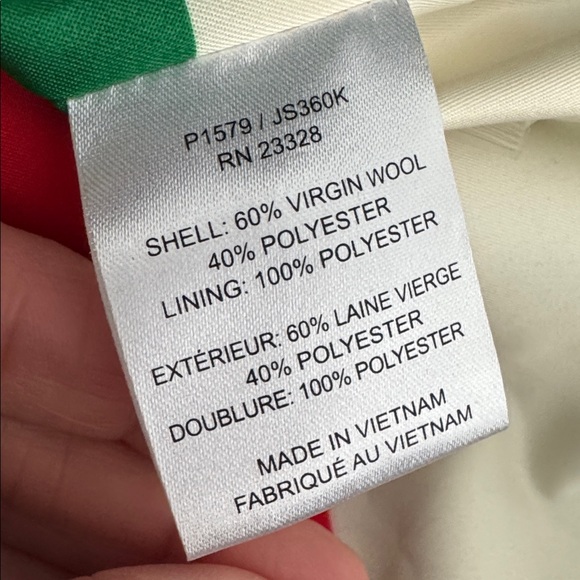 P1579 / JS360K
RN 23328
SHELL: 60% VIRGIN WOOL
40% POLYESTER
LINING: 100% POLYESTER
EXTÉRIEUR: 60% LAINE VIERGE
40% POLYESTER
DOUBLURE: 100% POLYESTER
MADE IN VIETNAM
FABRIQUÉ AU VIETNAM